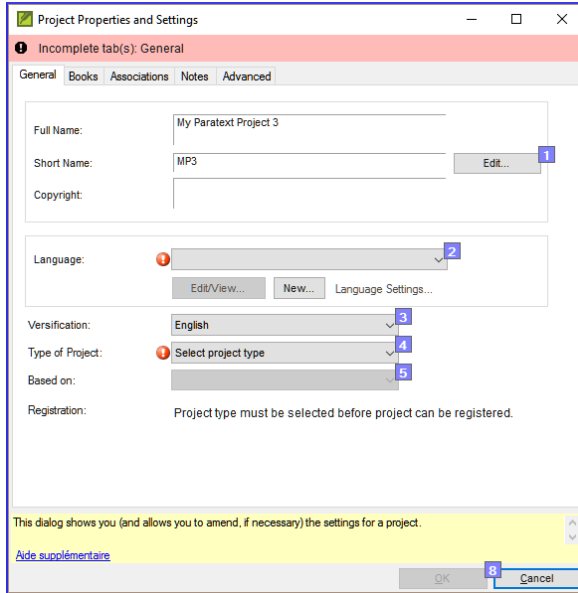 Project Properties and Settings
Incomplete tab(s): General
General Books Associations Notes Advanced
Full Name: My Paratext Project 3
Short Name: MP3 Edit... 1
Copyright:
Language: 2
Edit/View... New... Language Settings...
Versification: English 3
Type of Project: Select project type 4
Based on: 5
Registration: Project type must be selected before project can be registered.
This dialog shows you (and allows you to amend, if necessary) the settings for a project.
Aide supplémentaire
OK 8 Cancel